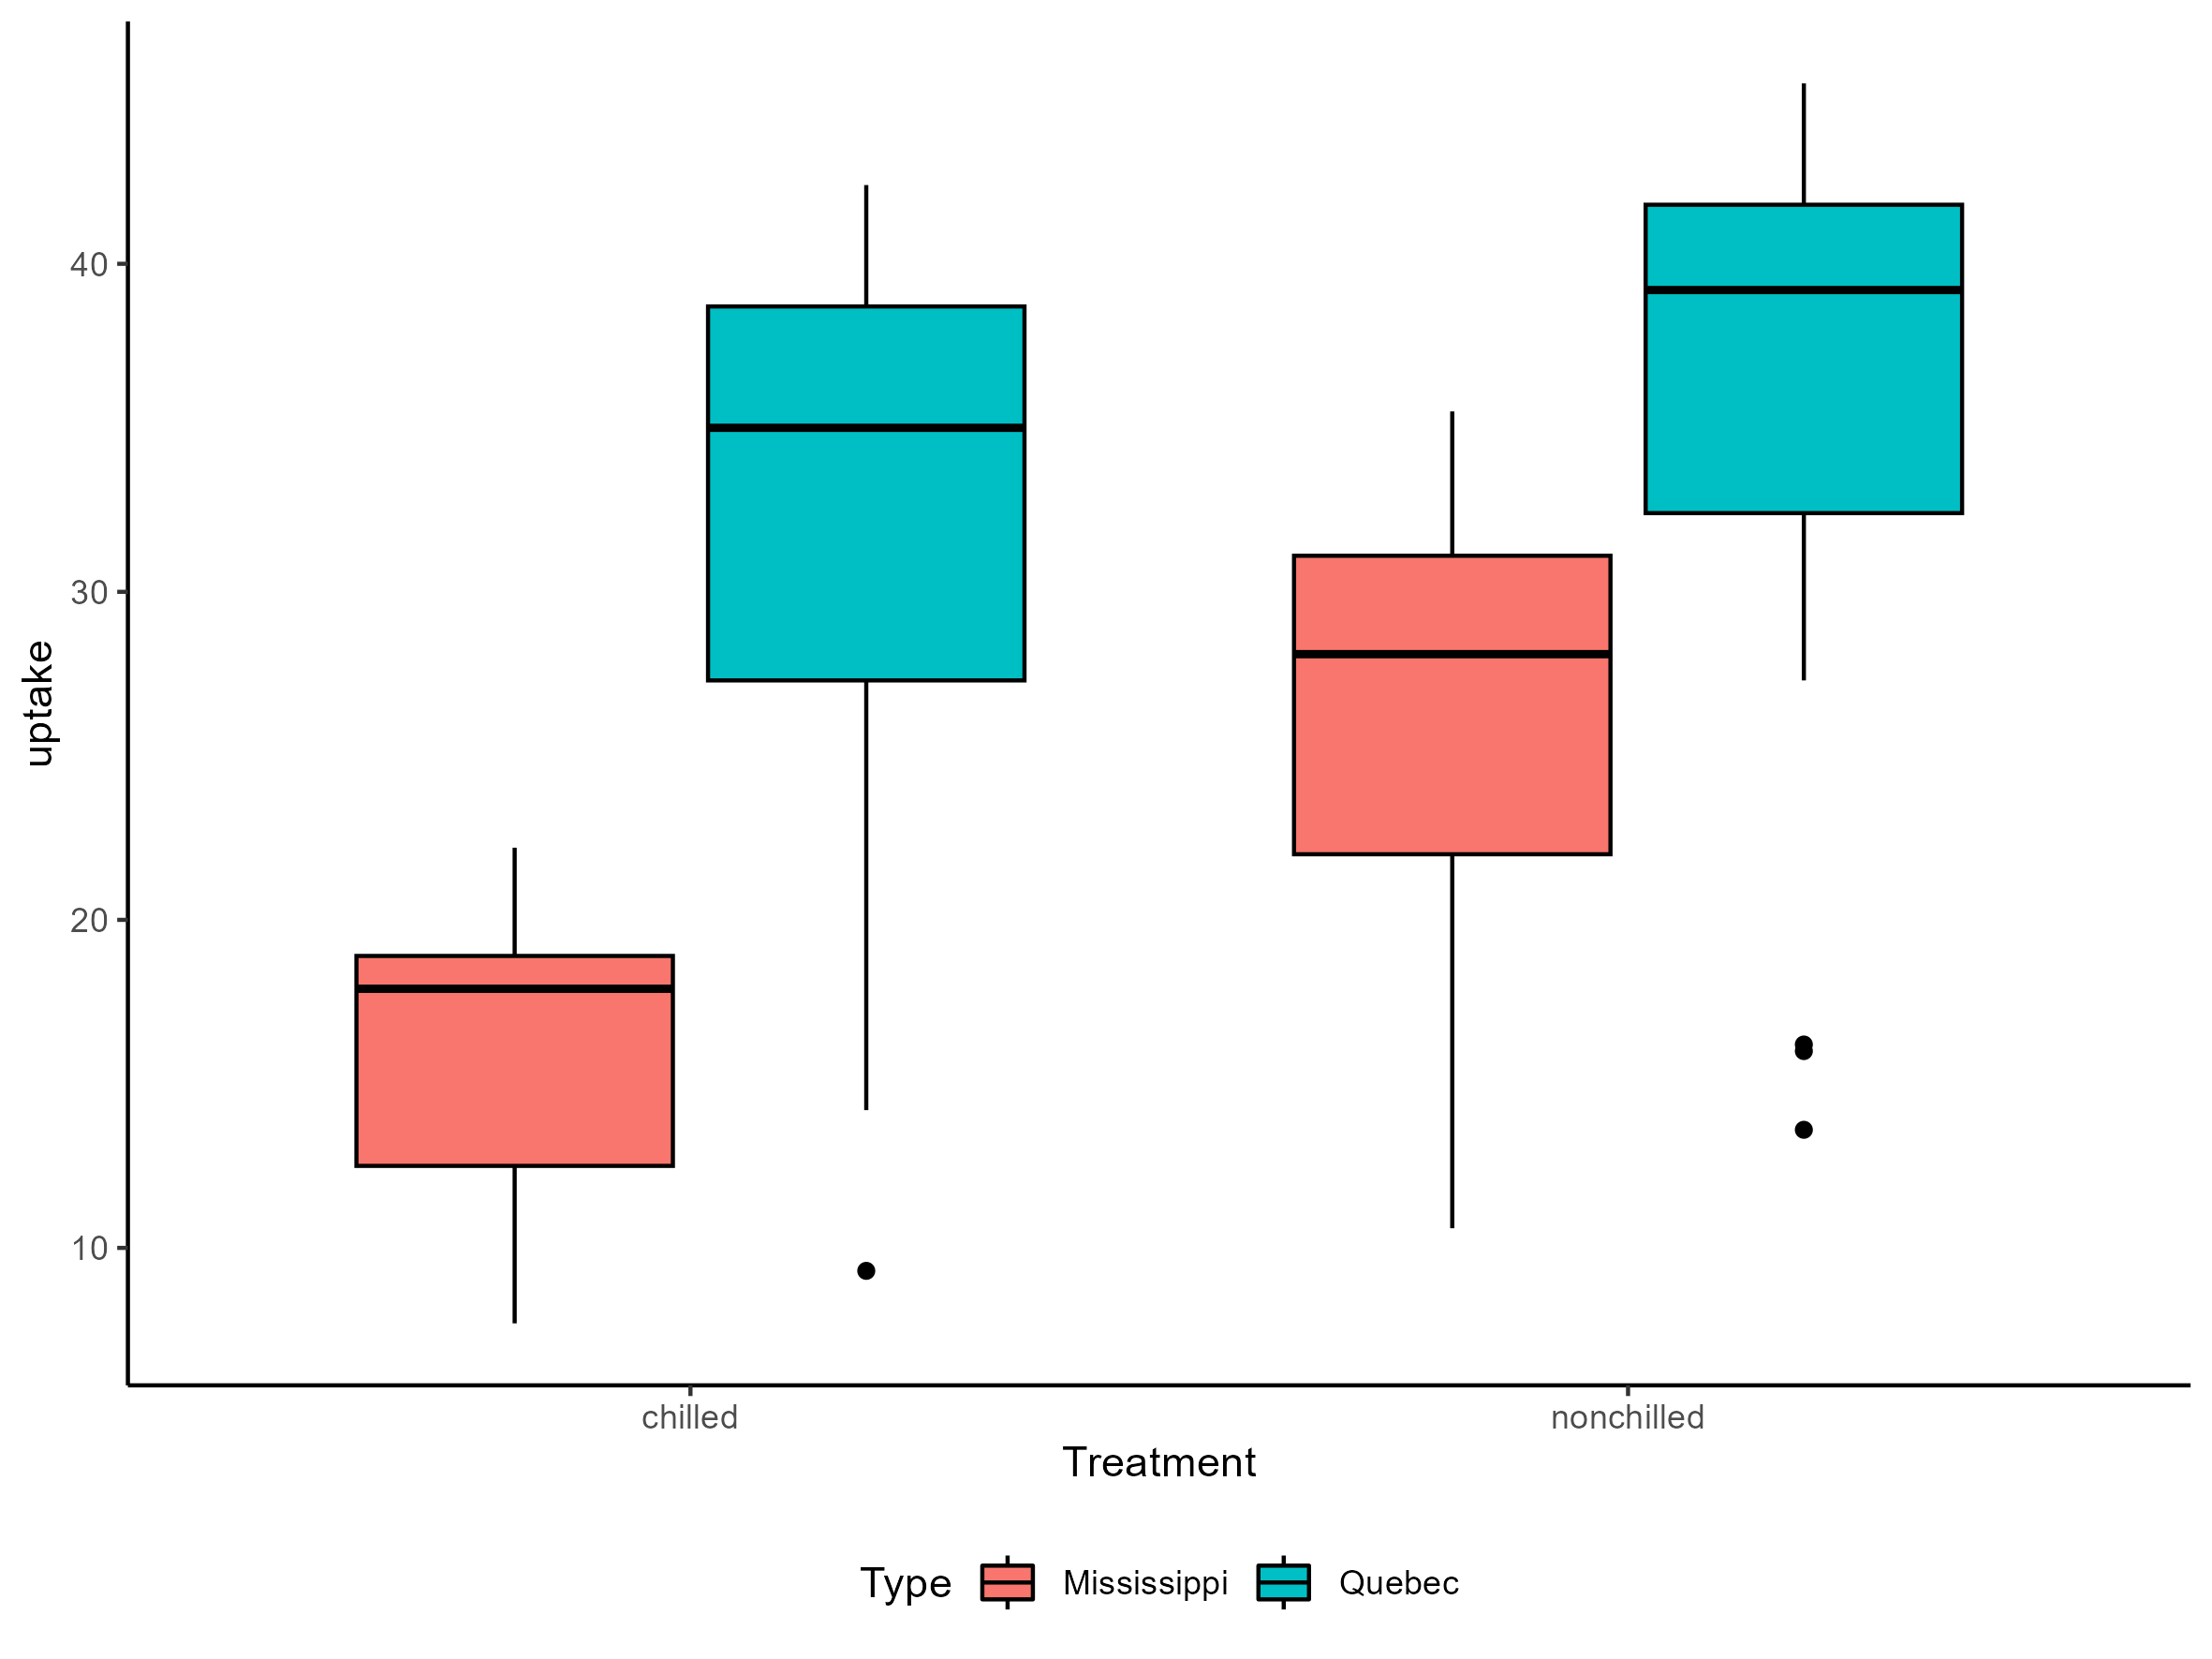 uptake
40
30
20
10
chilled nonchilled
Treatment
Type Mississippi Quebec